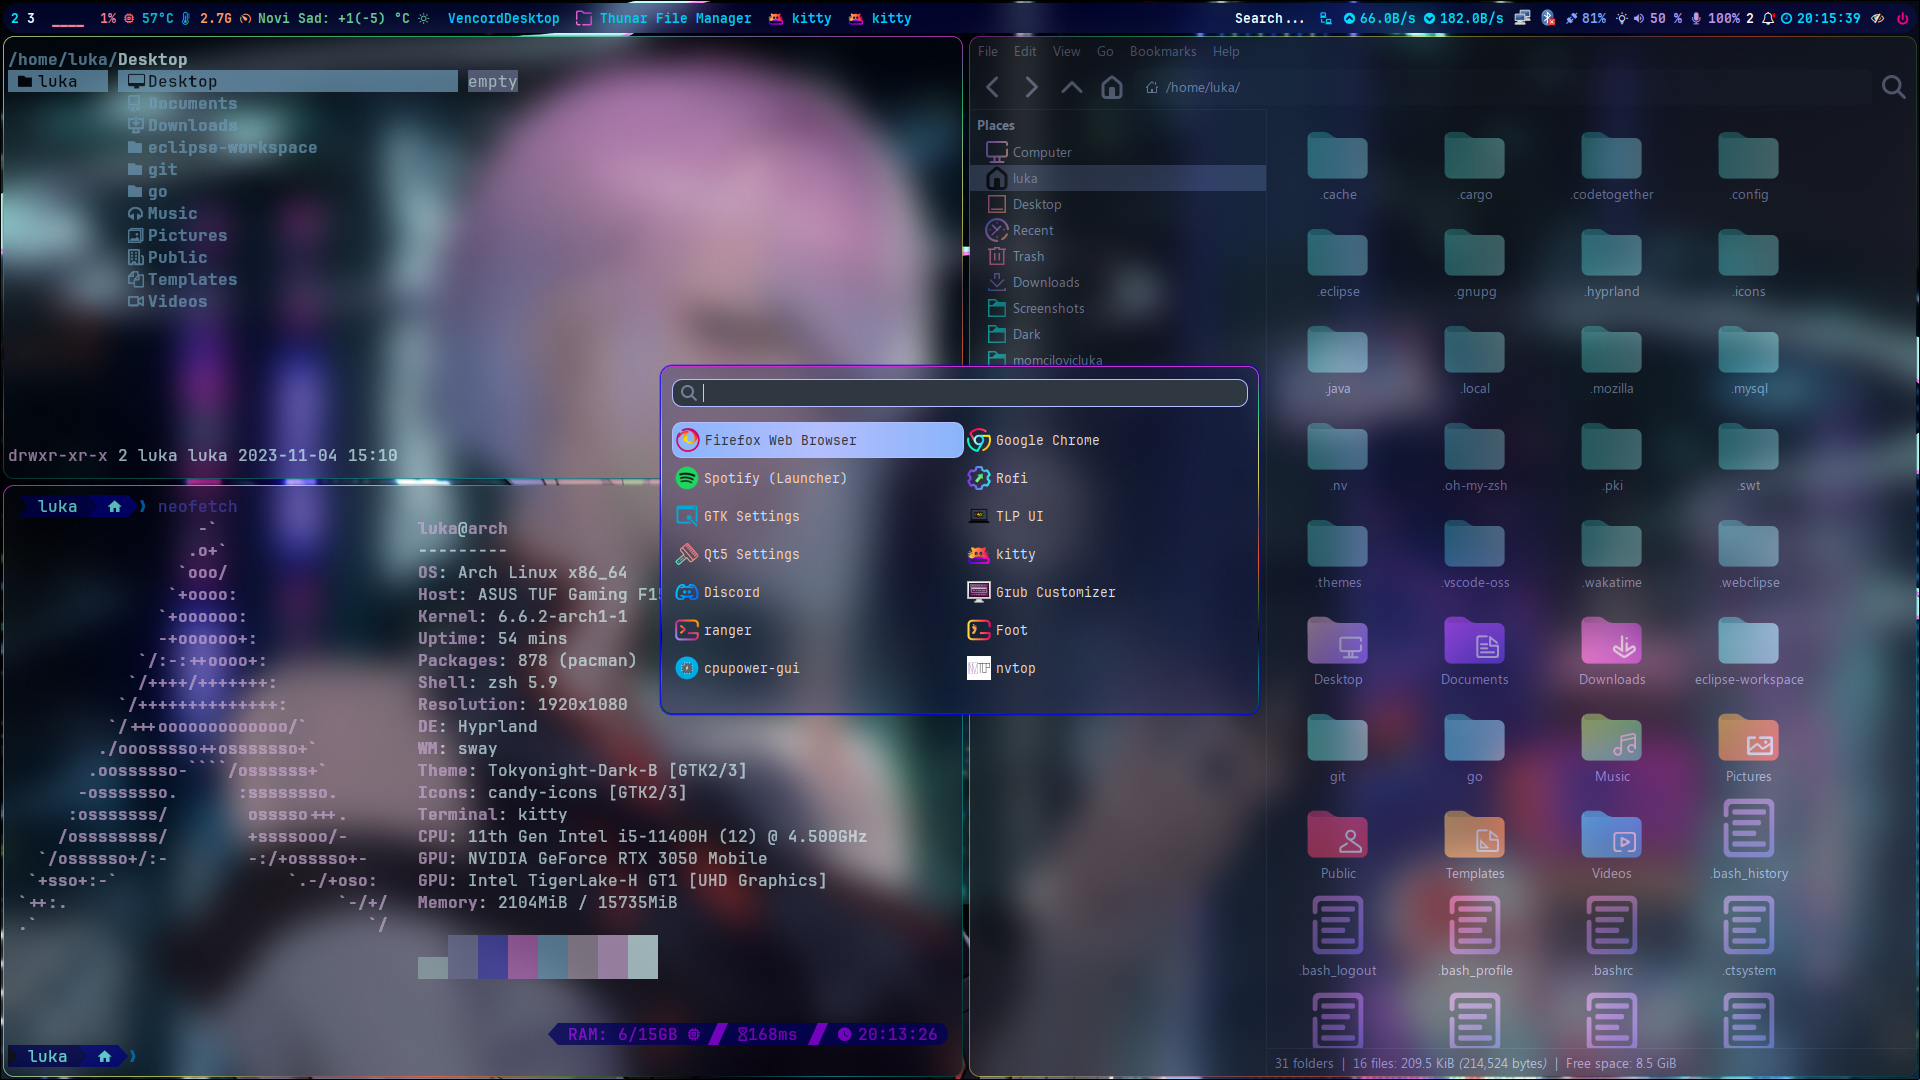 2 3 ____ 1% 57°C 2.7G Novi Sad: +1(-5) °C VencordDesktop Thunar File Manager kitty kitty Search... 66.0B/s 182.0B/s 81% 50 % 100% 2 20:15:39
/home/luka/Desktop
luka Desktop empty
Documents
Downloads
eclipse-workspace
git
go
Music
Pictures
Public
Templates
Videos
drwxr-xr-x 2 luka luka 2023-11-04 15:10
luka neofetch
luka@arch
---------
OS: Arch Linux x86_64
Host: ASUS TUF Gaming F15
Kernel: 6.6.2-arch1-1
Uptime: 54 mins
Packages: 878 (pacman)
Shell: zsh 5.9
Resolution: 1920x1080
DE: Hyprland
WM: sway
Theme: Tokyonight-Dark-B [GTK2/3]
Icons: candy-icons [GTK2/3]
Terminal: kitty
CPU: 11th Gen Intel i5-11400H (12) @ 4.500GHz
GPU: NVIDIA GeForce RTX 3050 Mobile
GPU: Intel TigerLake-H GT1 [UHD Graphics]
Memory: 2104MiB / 15735MiB
RAM: 6/15GB 168ms 20:13:26
luka
File Edit View Go Bookmarks Help
/home/luka/
Places
Computer
luka
Desktop
Recent
Trash
Downloads
Screenshots
Dark
momcilovicluka
.cache .cargo .codetogether .config
.eclipse .gnupg .hyprland .icons
.java .local .mozilla .mysql
.nv .oh-my-zsh .pki .swt
.themes .vscode-oss .wakatime .webclipse
Desktop Documents Downloads eclipse-workspace
git go Music Pictures
Public Templates Videos .bash_history
.bash_logout .bash_profile .bashrc .ctsystem
31 folders | 16 files: 209.5 KiB (214,524 bytes) | Free space: 8.5 GiB
Firefox Web Browser Google Chrome
Spotify (Launcher) Rofi
GTK Settings TLP UI
Qt5 Settings kitty
Discord Grub Customizer
ranger Foot
cpupower-gui nvtop